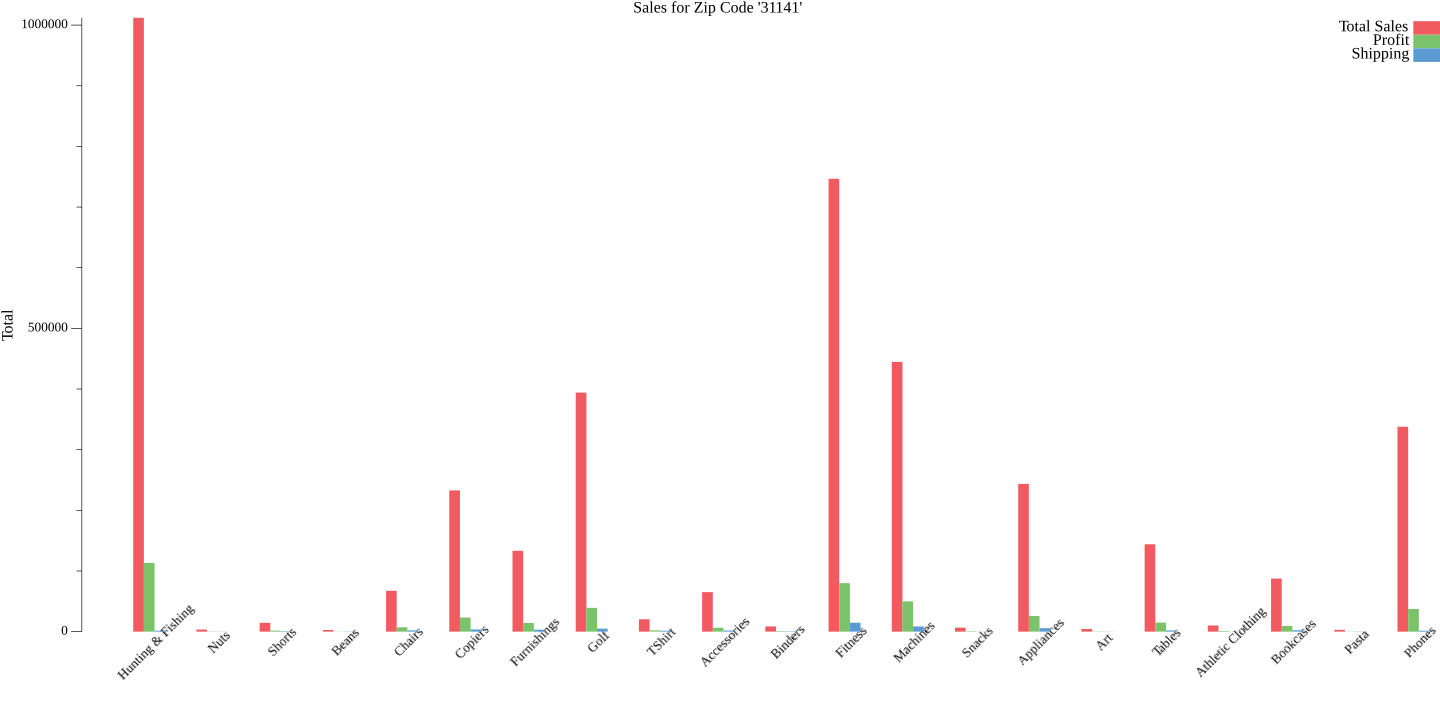 Sales for Zip Code '31141'
Total Sales
Profit
Shipping
Total
1000000
500000
0
Hunting & Fishing
Nuts
Shorts
Beans
Chairs
Copiers
Furnishings
Golf
TShirt
Accessories
Binders
Fitness
Machines
Snacks
Appliances
Art
Tables
Athletic Clothing
Bookcases
Pasta
Phones